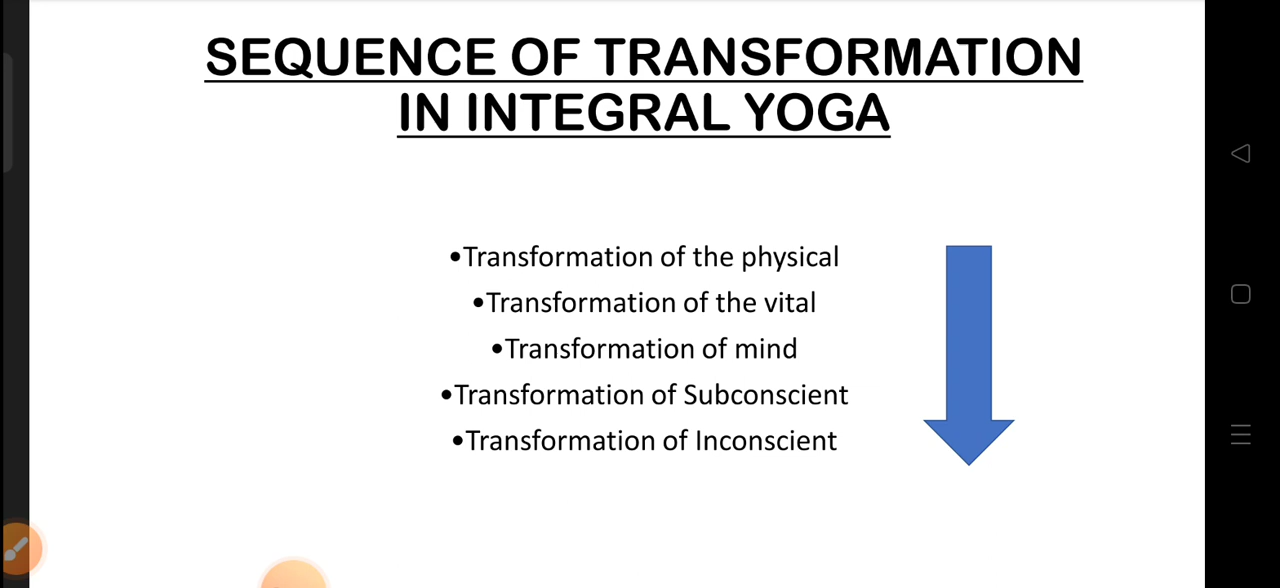 SEQUENCE OF TRANSFORMATION
IN INTEGRAL YOGA
•Transformation of the physical
•Transformation of the vital
•Transformation of mind
•Transformation of Subconscient
•Transformation of Inconscient